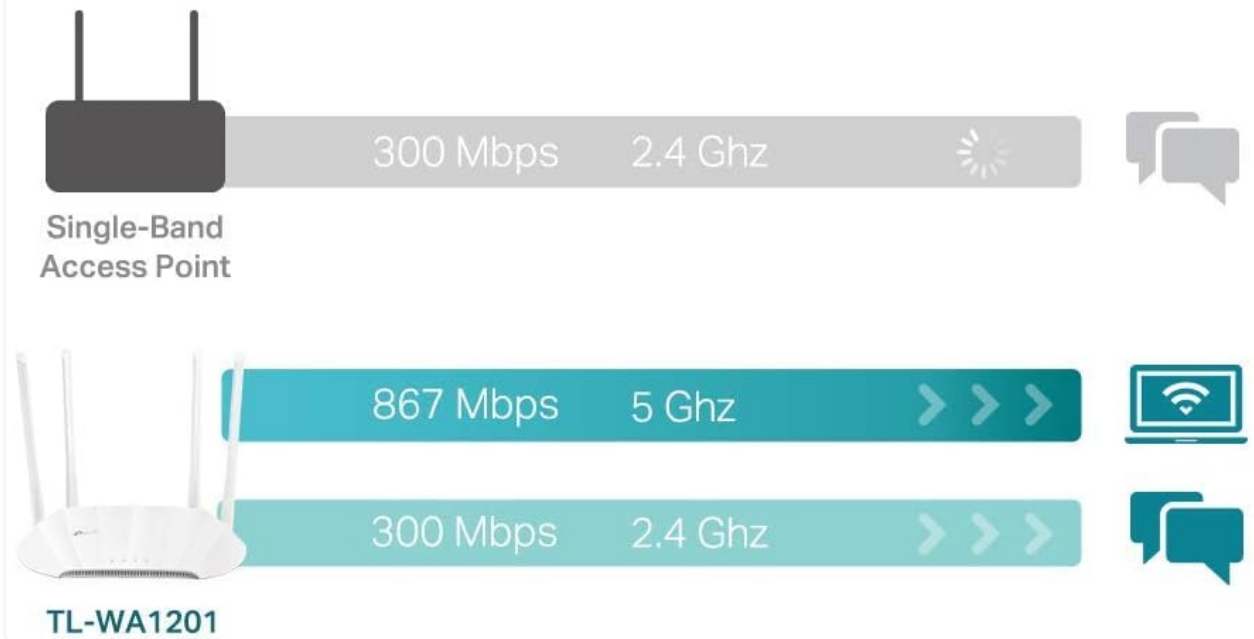 300 Mbps 2.4 Ghz
Single-Band
Access Point
867 Mbps 5 Ghz
300 Mbps 2.4 Ghz
TL-WA1201